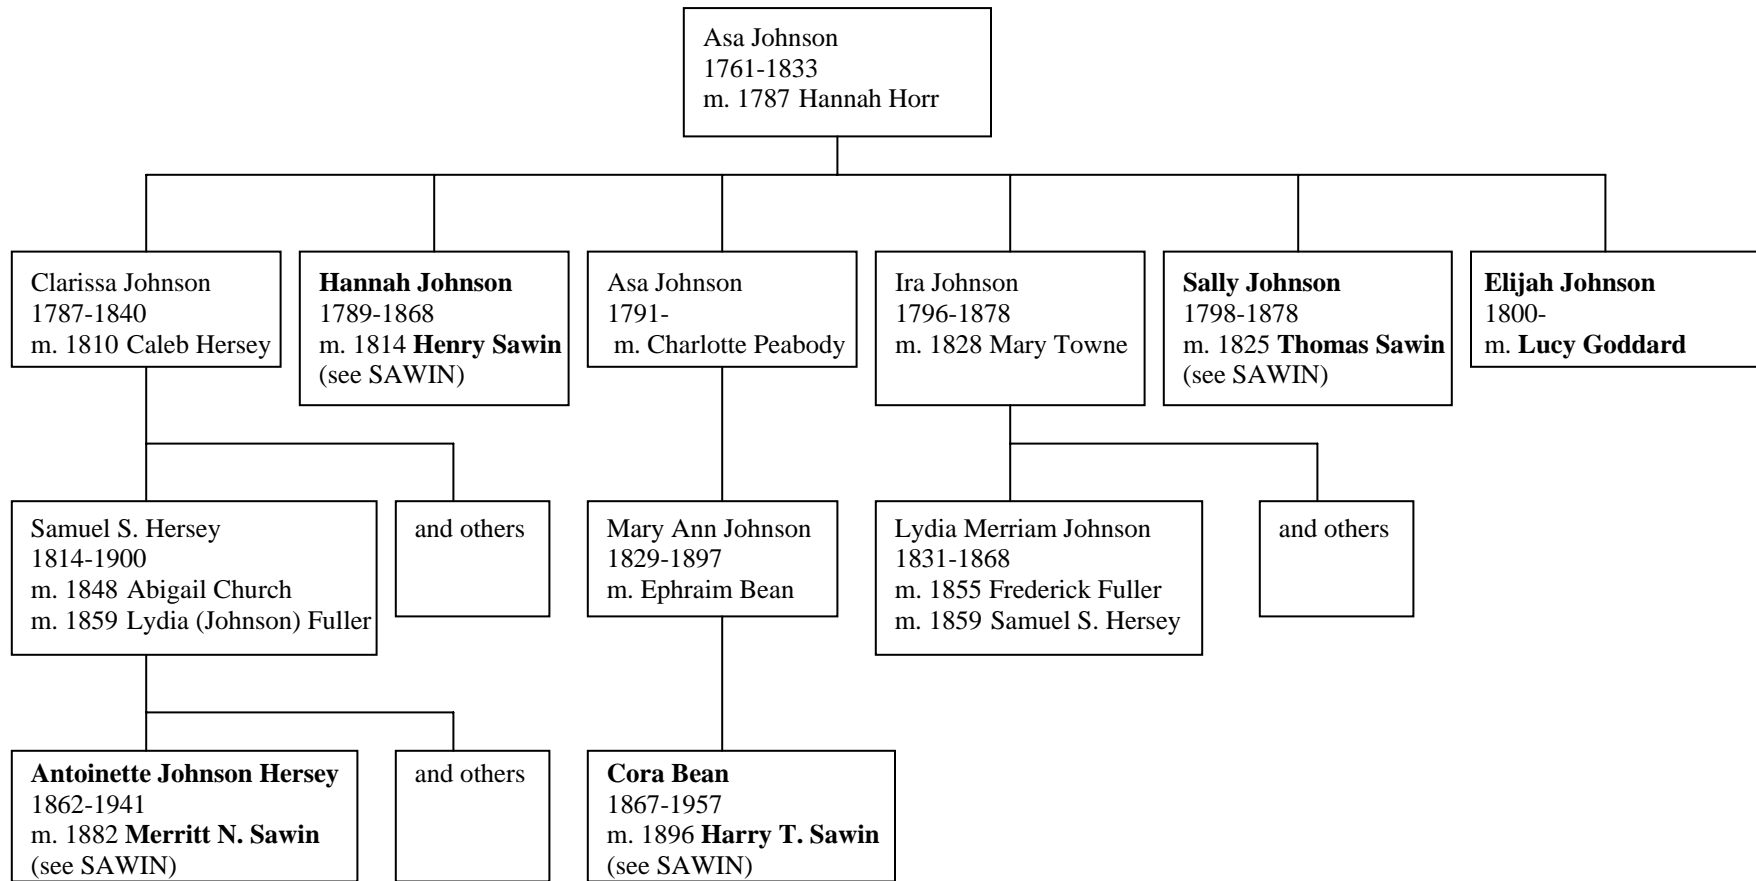 Asa Johnson
1761-1833
m. 1787 Hannah Horr
Clarissa Johnson
1787-1840
m. 1810 Caleb Hersey
Hannah Johnson
1789-1868
m. 1814 Henry Sawin
(see SAWIN)
Asa Johnson
1791-
m. Charlotte Peabody
Ira Johnson
1796-1878
m. 1828 Mary Towne
Sally Johnson
1798-1878
m. 1825 Thomas Sawin
(see SAWIN)
Elijah Johnson
1800-
m. Lucy Goddard
Samuel S. Hersey
1814-1900
m. 1848 Abigail Church
m. 1859 Lydia (Johnson) Fuller
and others
Mary Ann Johnson
1829-1897
m. Ephraim Bean
Lydia Merriam Johnson
1831-1868
m. 1855 Frederick Fuller
m. 1859 Samuel S. Hersey
and others
Antoinette Johnson Hersey
1862-1941
m. 1882 Merritt N. Sawin
(see SAWIN)
and others
Cora Bean
1867-1957
m. 1896 Harry T. Sawin
(see SAWIN)